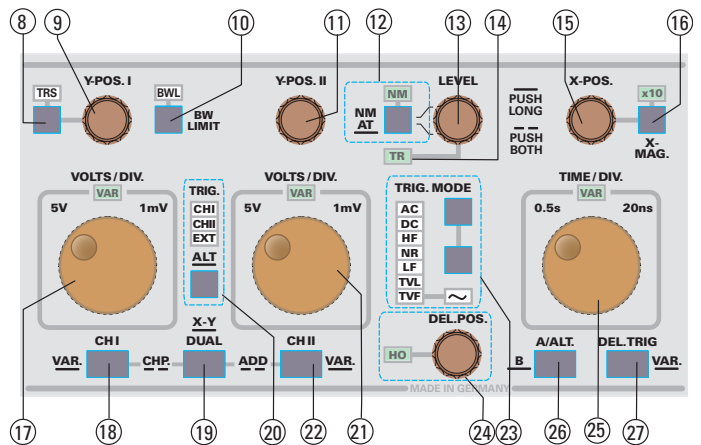 8 9 10 11 12 13 14 15 16
Y-POS. I Y-POS. II LEVEL X-POS.
TRS BWL NM x10
BW LIMIT
NM AT
PUSH LONG
PUSH BOTH
X-MAG.
TR
VOLTS / DIV. TRIG. VOLTS / DIV. TRIG. MODE TIME / DIV.
VAR VAR VAR
5V 1mV 5V 1mV 0.5s 20ns
CHI
CHII
EXT
ALT
AC
DC
HF
NR
LF
TVL
TVF ~
X-Y
DEL.POS.
HO
CH I DUAL CH II A/ALT. DEL.TRIG
VAR. CHP. ADD VAR. B VAR.
MADE IN GERMANY
17 18 19 20 22 21 24 23 26 25 27